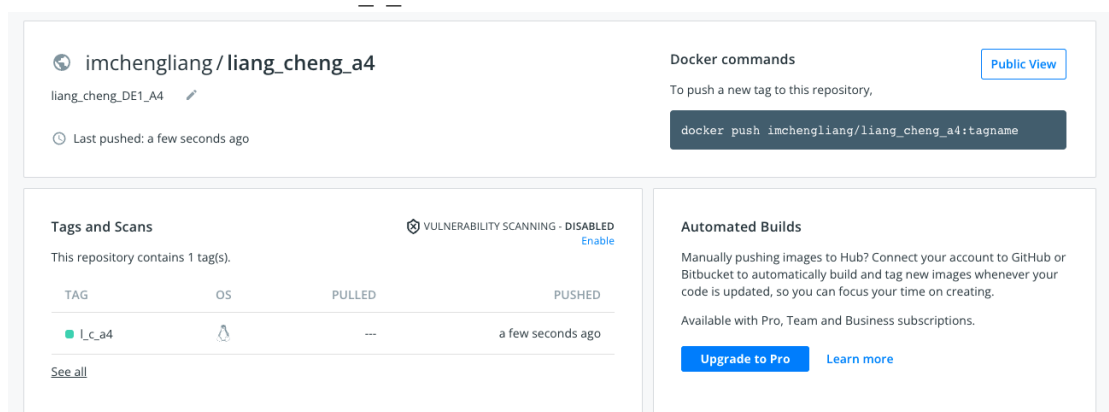 imchengliang / liang_cheng_a4
liang_cheng_DE1_A4
Last pushed: a few seconds ago
Docker commands
Public View
To push a new tag to this repository,
docker push imchengliang/liang_cheng_a4:tagname
Tags and Scans
VULNERABILITY SCANNING - DISABLED
Enable
This repository contains 1 tag(s).
TAG OS PULLED PUSHED
l_c_a4 --- a few seconds ago
See all
Automated Builds
Manually pushing images to Hub? Connect your account to GitHub or
Bitbucket to automatically build and tag new images whenever your
code is updated, so you can focus your time on creating.
Available with Pro, Team and Business subscriptions.
Upgrade to Pro Learn more